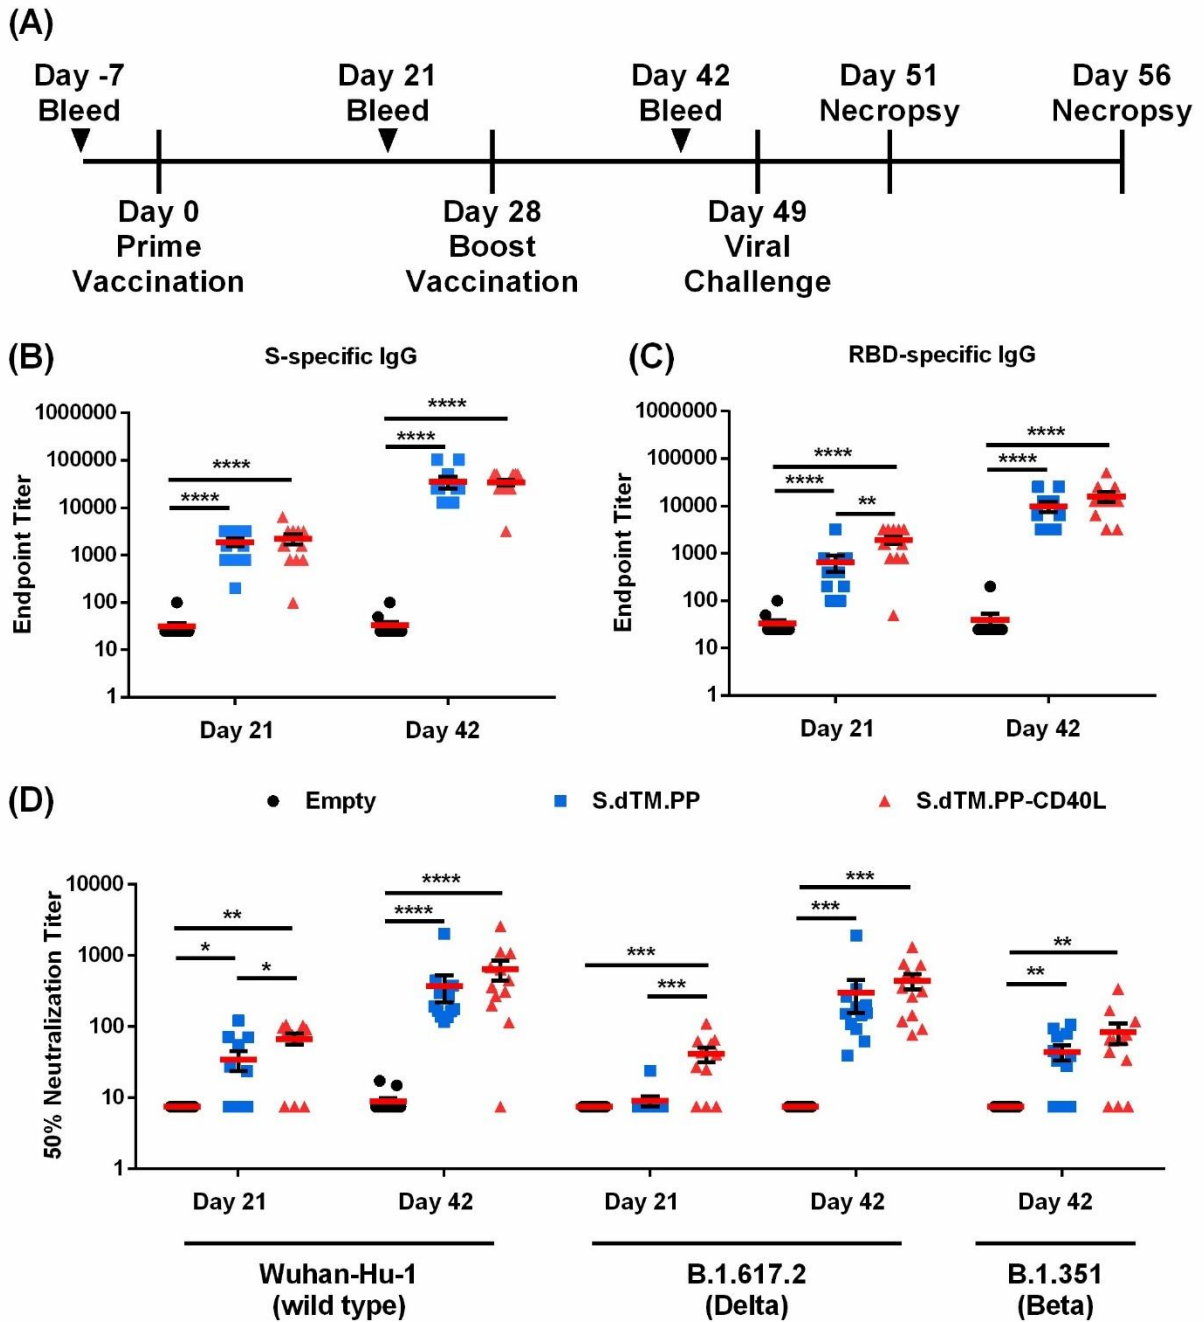 (A)
Day -7 Day 21 Day 42 Day 51 Day 56
Bleed Bleed Bleed Necropsy Necropsy
Day 0 Day 28 Day 49
Prime Boost Viral
Vaccination Vaccination Challenge
(B) S-specific IgG
Endpoint Titer
1000000
100000
10000
1000
100
10
1
****
****
****
****
Day 21 Day 42
(C) RBD-specific IgG
Endpoint Titer
1000000
100000
10000
1000
100
10
1
****
****
**
****
****
Day 21 Day 42
(D) Empty S.dTM.PP S.dTM.PP-CD40L
50% Neutralization Titer
10000
1000
100
10
1
**
*
*
****
****
***
***
***
***
**
**
Day 21 Day 42 Day 21 Day 42 Day 42
Wuhan-Hu-1 B.1.617.2 B.1.351
(wild type) (Delta) (Beta)